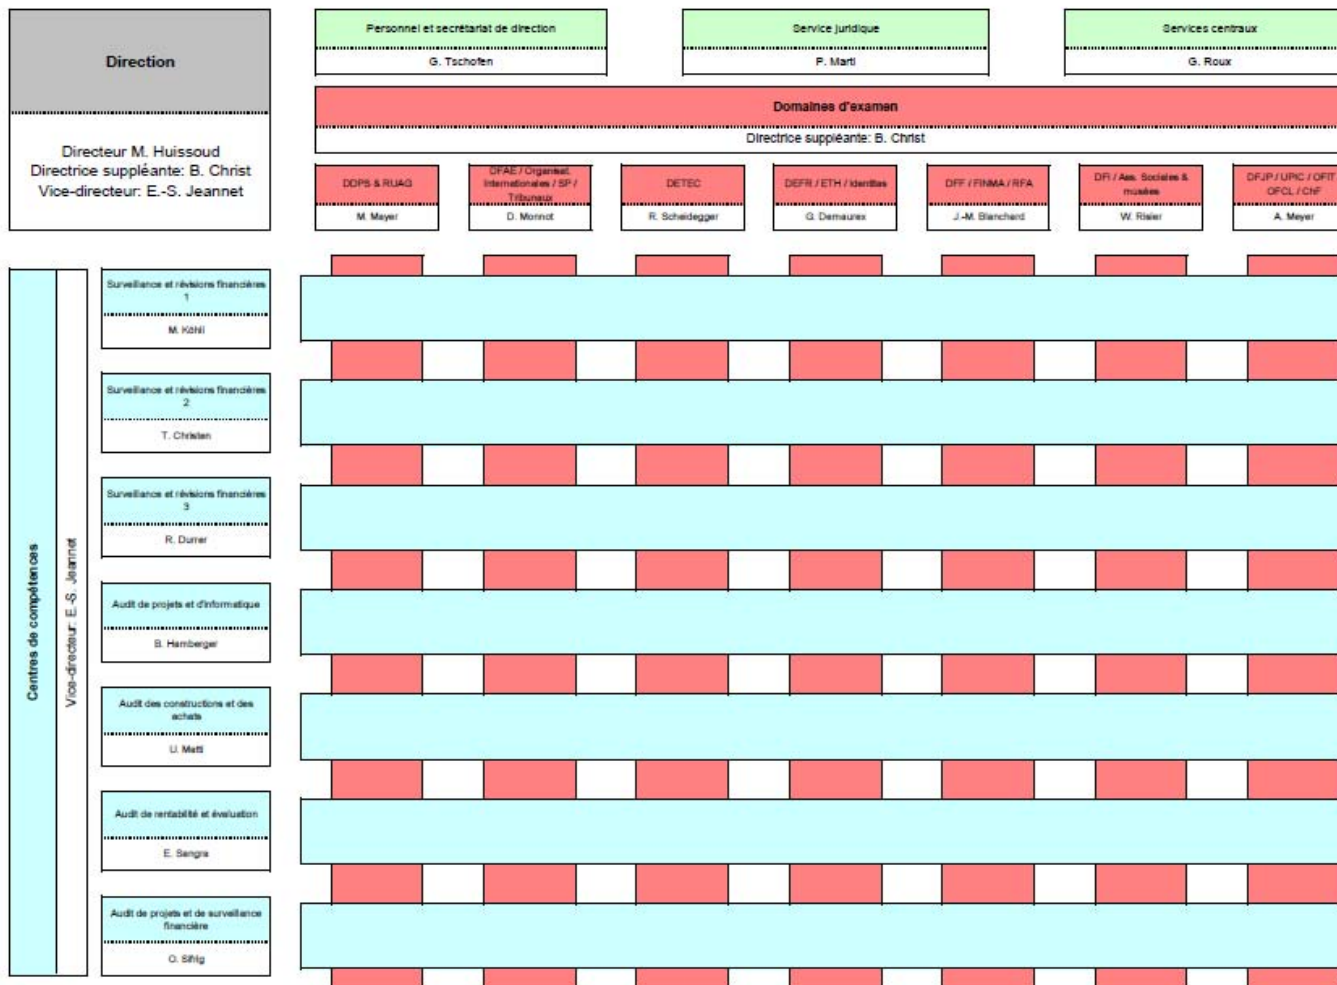 Direction
Directeur M. Huissoud
Directrice suppléante: B. Christ
Vice-directeur: E.-S. Jeannet
Personnel et secrétariat de direction
G. Tschofen
Service juridique
P. Marti
Services centraux
G. Roux
Domaines d'examen
Directrice suppléante: B. Christ
DDPS & RUAG
M. Mayer
DFAE / Organisat.
Internationales / SP /
Tribunaux
D. Monnot
DETEC
R. Scheidegger
DEFR / ETH / Identitas
G. Demaurex
DFF / FINMA / RFA
J.-M. Blanchard
DFI / Ass. Sociales &
musées
W. Risler
DFJP / UPIC / OFIT
OFCL / ChF
A. Meyer
Centres de compétences
Vice-directeur: E.-S. Jeannet
Surveillance et révisions financières
1
M. Köhli
Surveillance et révisions financières
2
T. Christen
Surveillance et révisions financières
3
R. Durrer
Audit de projets et d'informatique
B. Hamberger
Audit des constructions et des
achats
U. Matti
Audit de rentabilité et évaluation
E. Sangra
Audit de projets et de surveillance
financière
O. Sifrig